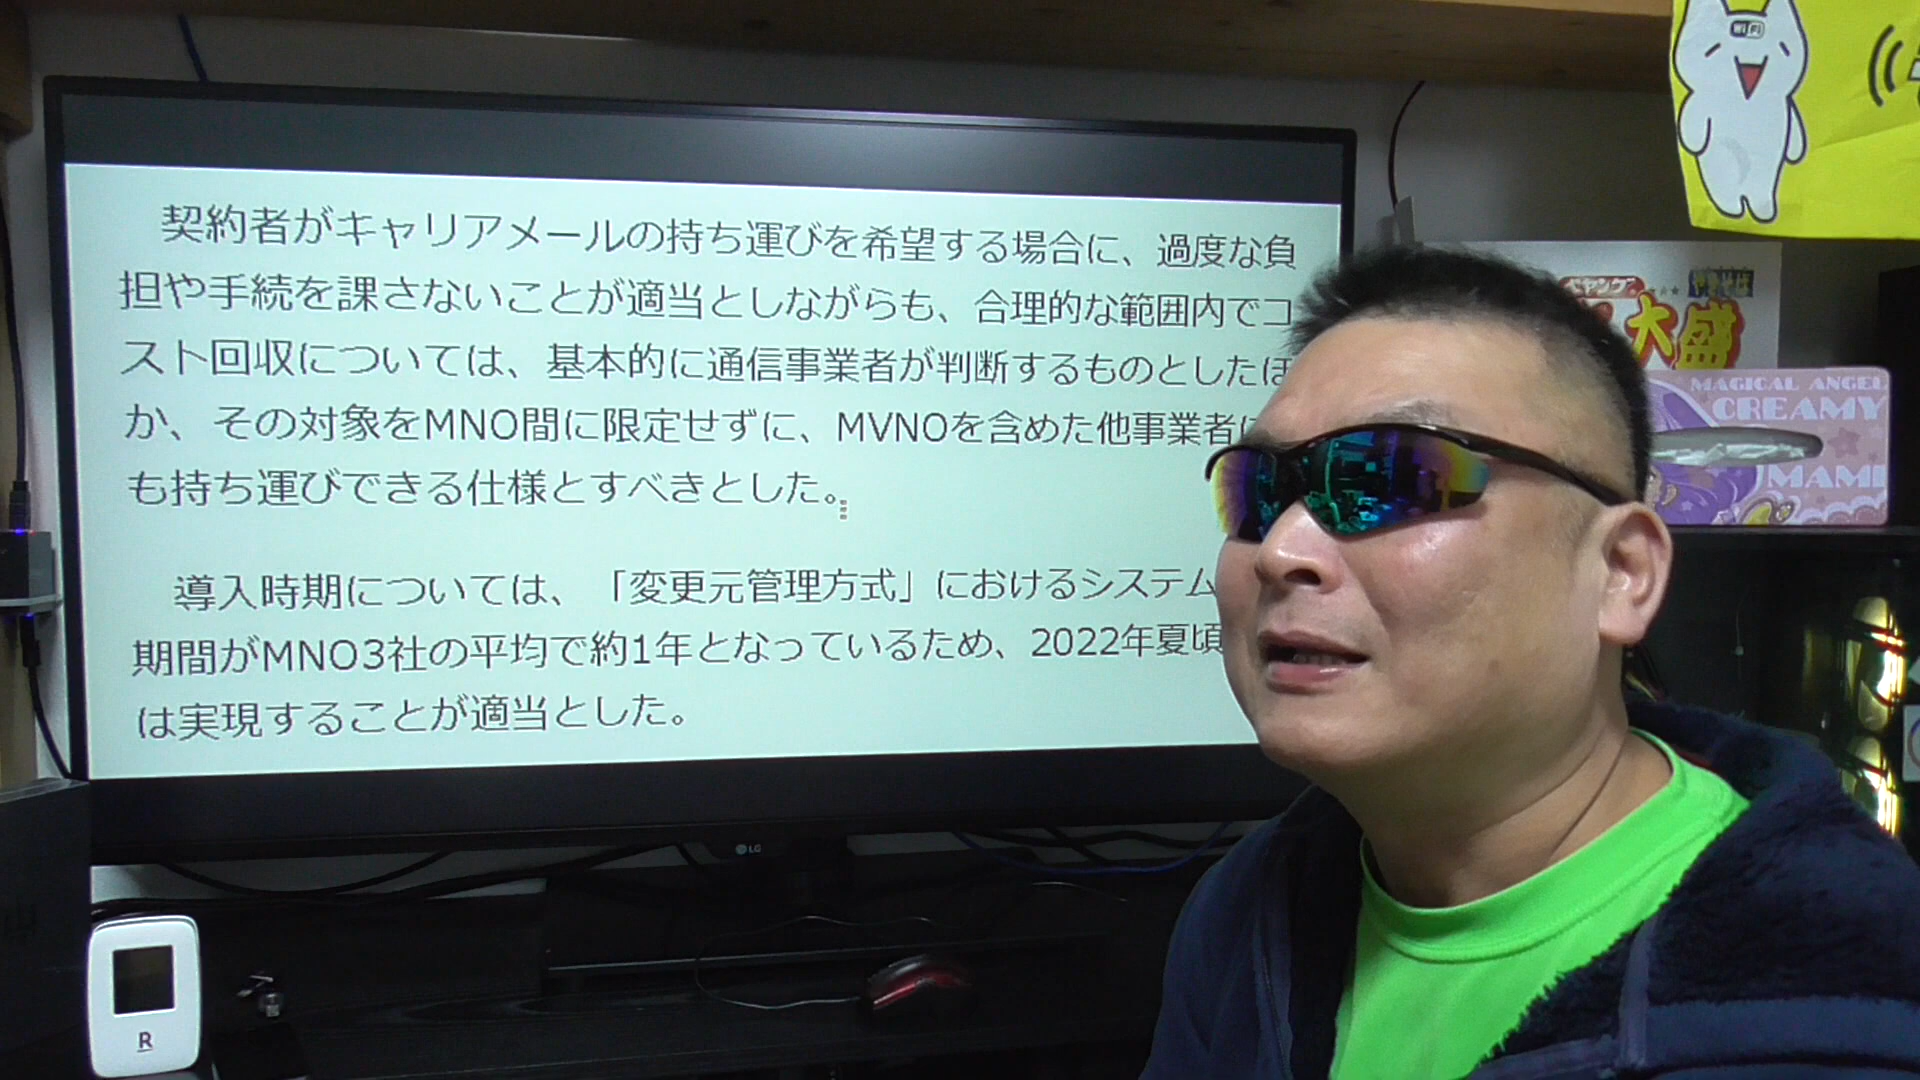 契約者がキャリアメールの持ち運びを希望する場合に、過度な負
担や手続を課さないことが適当としながらも、合理的な範囲内でコ
スト回収については、基本的に通信事業者が判断するものとしたほ
か、その対象をMNO間に限定せずに、MVNOを含めた他事業者に
も持ち運びできる仕様とすべきとした。
導入時期については、「変更元管理方式」におけるシステム
期間がMNO3社の平均で約1年となっているため、2022年夏頃
は実現することが適当とした。
LG
R
Wi Fi
ペヤング
やきそば
大盛
MAGICAL ANGEL
CREAMY
MAMI